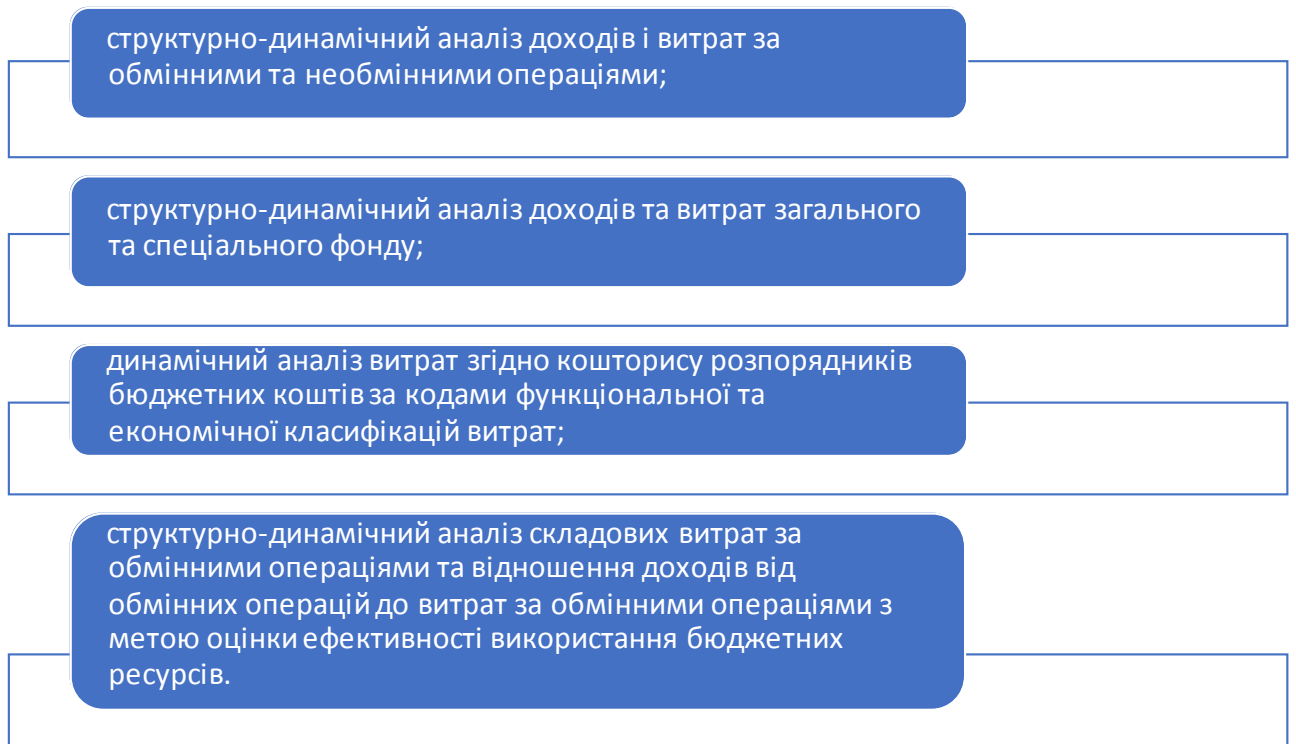 структурно-динамічний аналіз доходів і витрат за
обмінними та необмінними операціями;
структурно-динамічний аналіз доходів та витрат загального
та спеціального фонду;
динамічний аналіз витрат згідно кошторису розпорядників
бюджетних коштів за кодами функціональної та
економічної класифікацій витрат;
структурно-динамічний аналіз складових витрат за
обмінними операціями та відношення доходів від
обмінних операцій до витрат за обмінними операціями з
метою оцінки ефективності використання бюджетних
ресурсів.